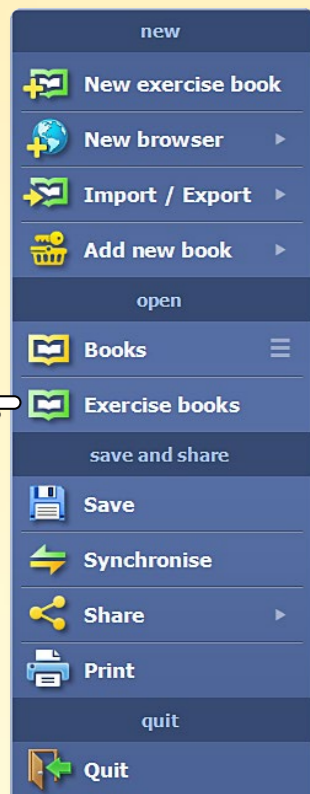 new
New exercise book
New browser
Import / Export
Add new book
open
Books
Exercise books
save and share
Save
Synchronise
Share
Print
quit
Quit